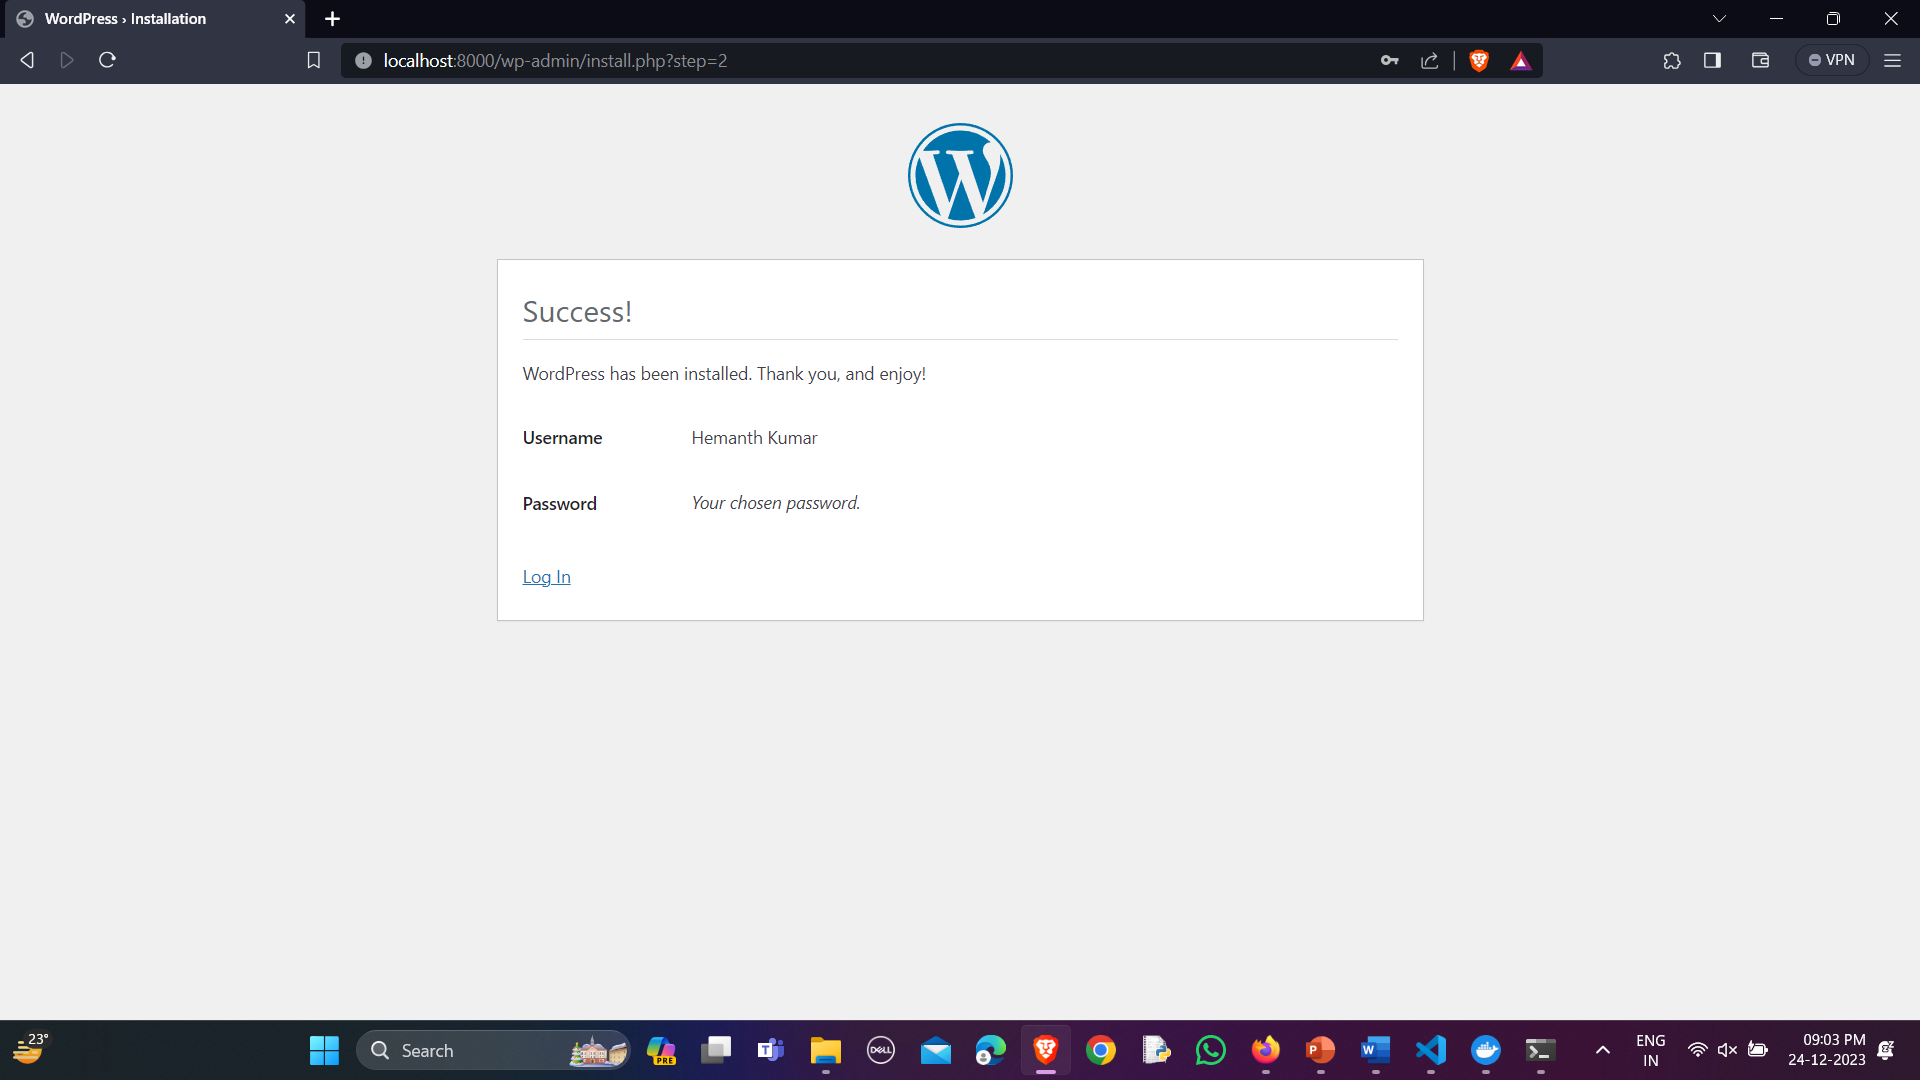 WordPress › Installation
localhost:8000/wp-admin/install.php?step=2
VPN
Success!
WordPress has been installed. Thank you, and enjoy!
Username Hemanth Kumar
Password Your chosen password.
Log In
23°
Search
PRE
DELL
ENG
IN
09:03 PM
24-12-2023